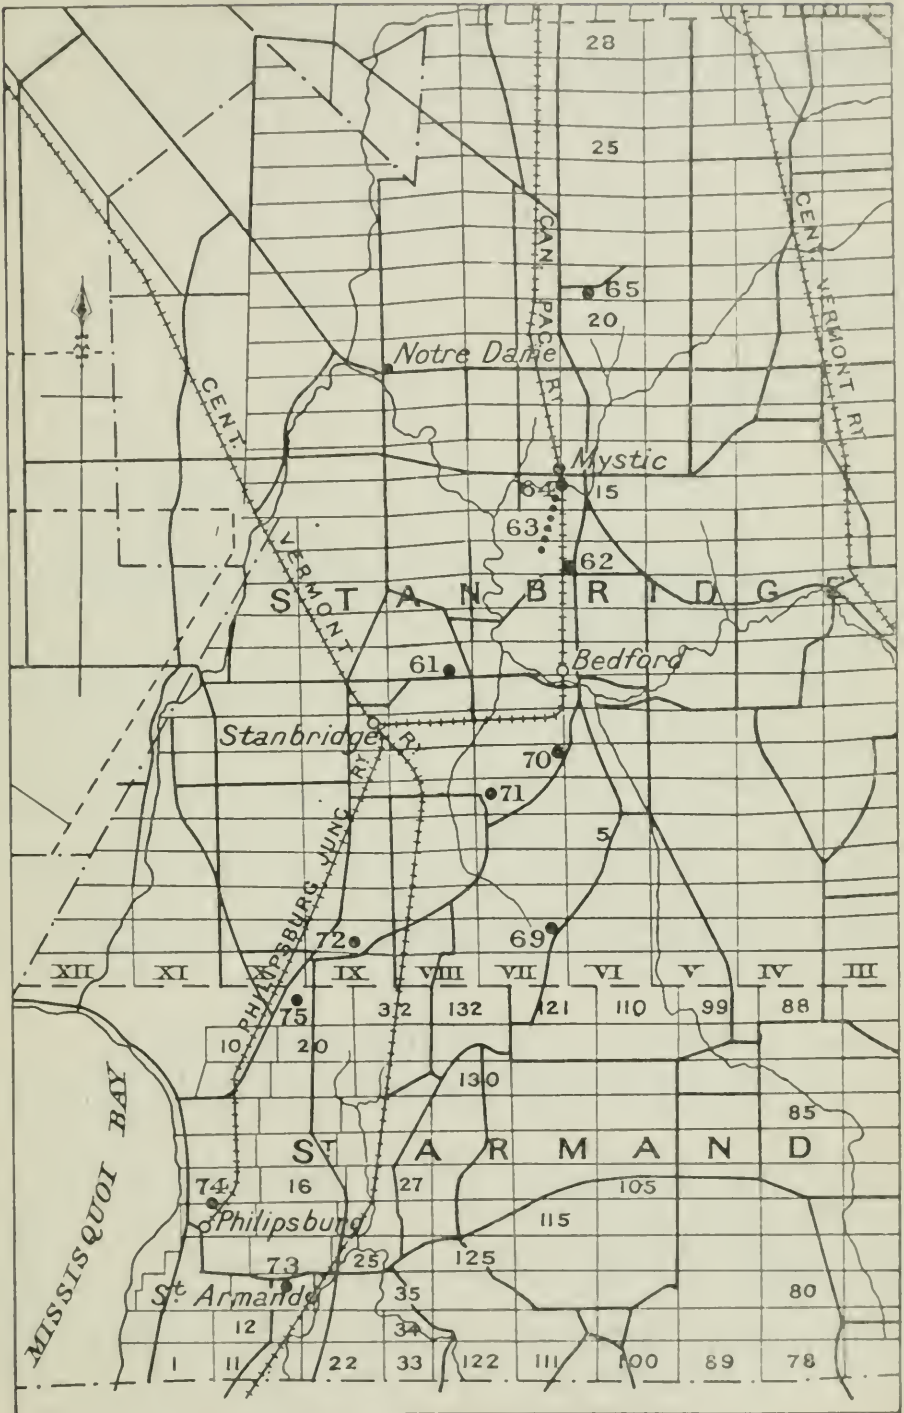 28
25
CAN. PAC. RY.
CENT. VERMONT RY.
65
20
Notre Dame
CENT. VERMONT RY.
Mystic
64
15
63
62
STANBRIDGE
61
Bedford
Stanbridge
70
71
5
PHILIPSBURG JUNC. RY.
72
69
XII XI X IX VIII VII VI V IV III
75
32 132 121 110 99 88
10 20
130
MISSISQUOI BAY
85
ST ARMAND
74
16 27 105
Philipsburg
115
73
25
125
St. Armand
35
80
12
34
1 11 22 33 122 111 100 89 78